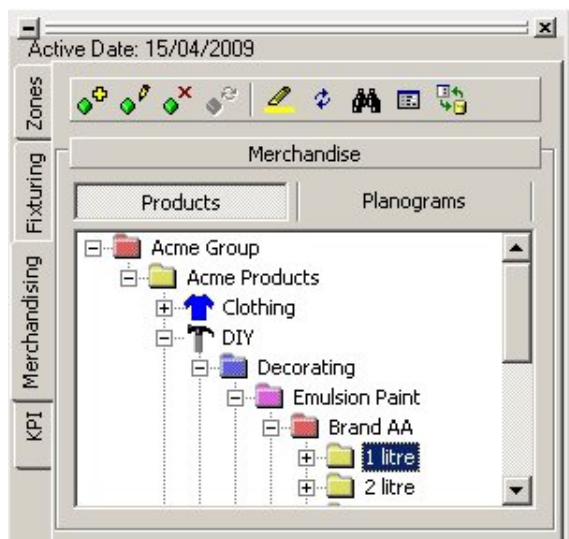 Active Date: 15/04/2009
Zones
Fixturing
Merchandising
KPI
Merchandise
Products Planograms
Acme Group
Acme Products
Clothing
DIY
Decorating
Emulsion Paint
Brand AA
1 litre
2 litre